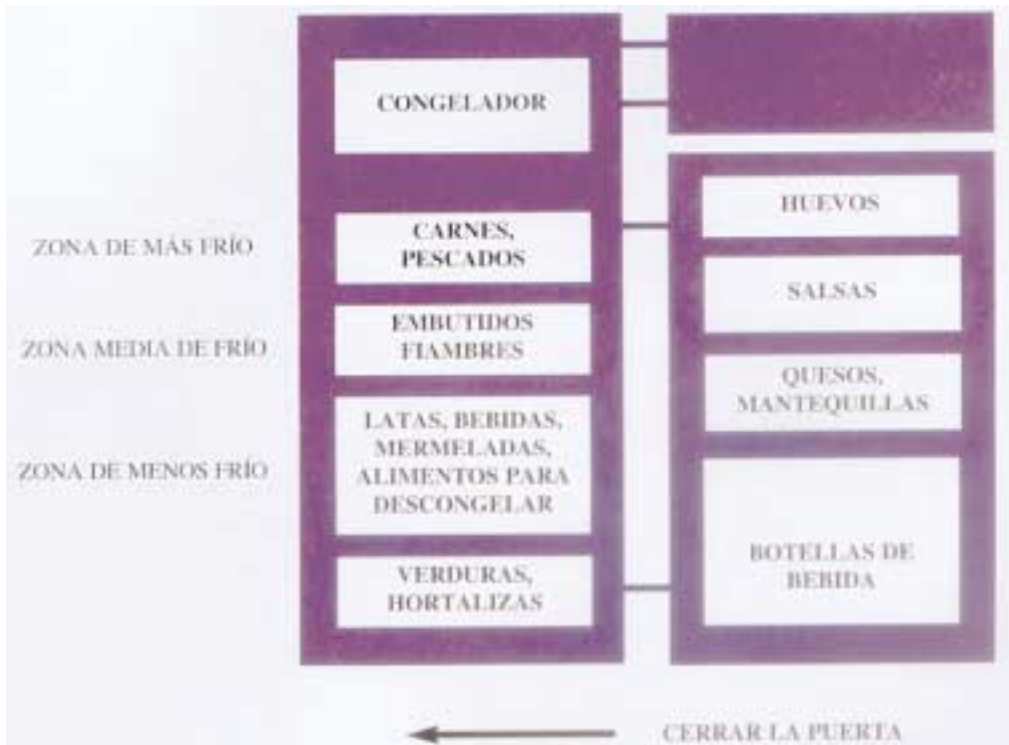 CONGELADOR
ZONA DE MÁS FRÍO
CARNES,
PESCADOS
ZONA MEDIA DE FRÍO
EMBUTIDOS
FIAMBRES
ZONA DE MENOS FRÍO
LATAS, BEBIDAS,
MERMELADAS,
ALIMENTOS PARA
DESCONGELAR
VERDURAS,
HORTALIZAS
HUEVOS
SALSAS
QUESOS,
MANTEQUILLAS
BOTELLAS DE
BEBIDA
CERRAR LA PUERTA